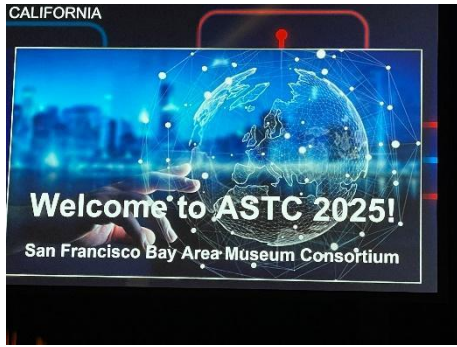 CALIFORNIA
Welcome to ASTC 2025!
San Francisco Bay Area Museum Consortium